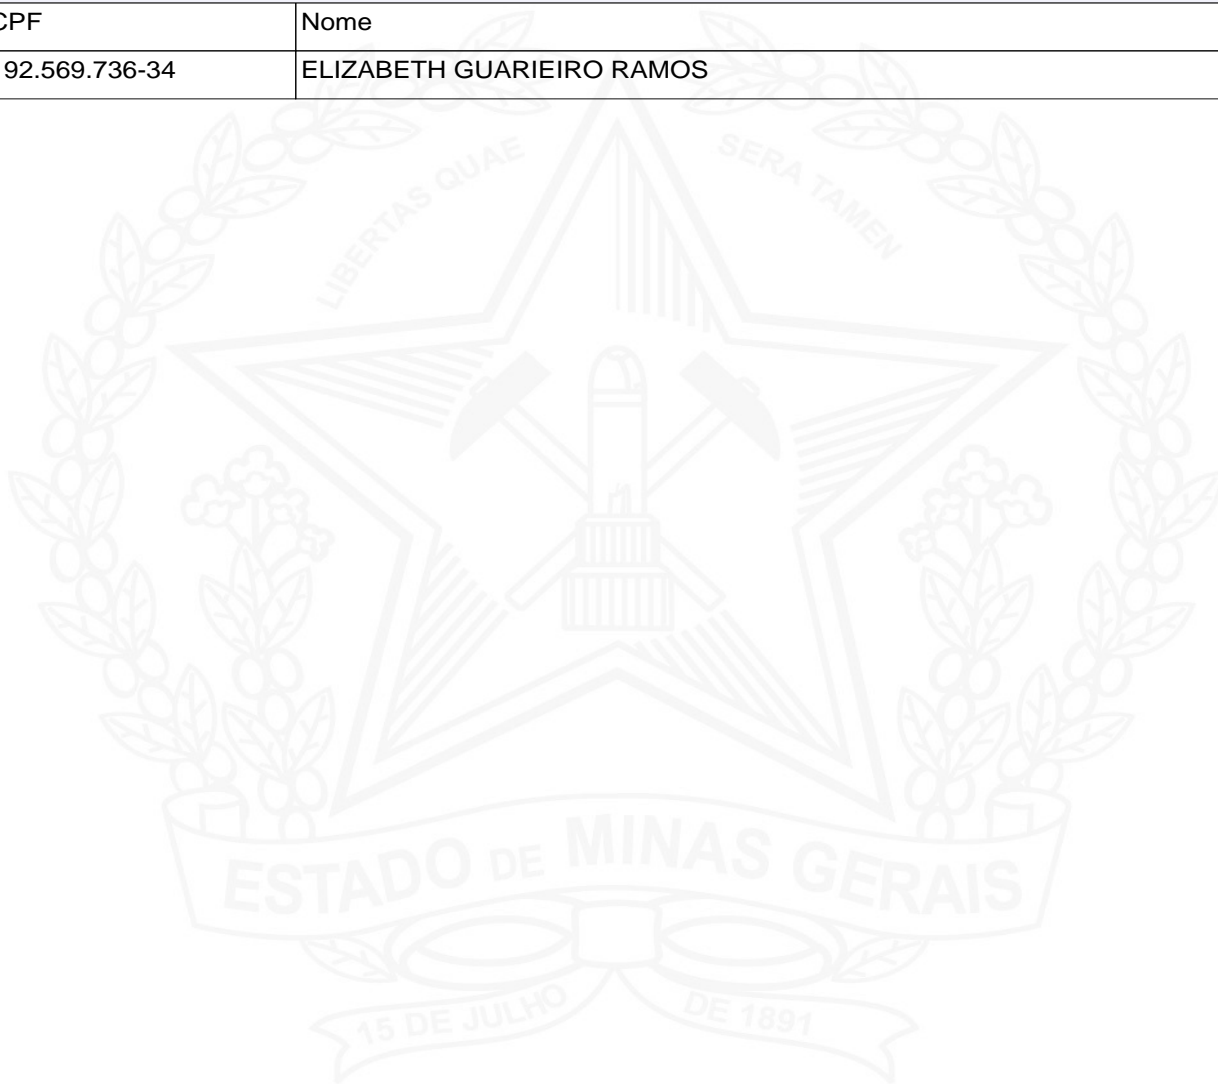 CPF Nome
92.569.736-34 ELIZABETH GUARIEIRO RAMOS
LIBERTAS QUAE SERA TAMEN
ESTADO DE MINAS GERAIS
15 DE JULHO DE 1891